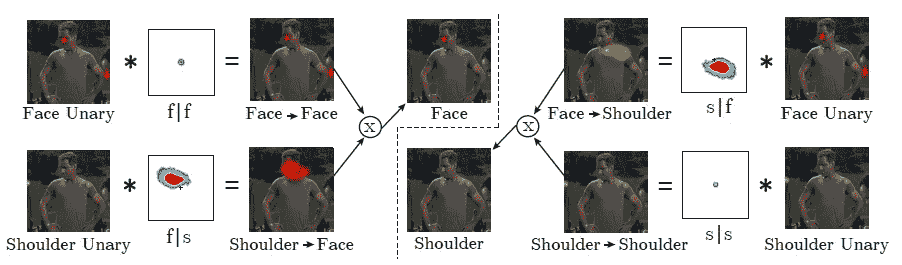 * = * =
Face Unary f|f Face → Face Face Face → Shoulder s|f Face Unary
X X
* = * =
Shoulder Unary f|s Shoulder → Face Shoulder Shoulder → Shoulder s|s Shoulder Unary